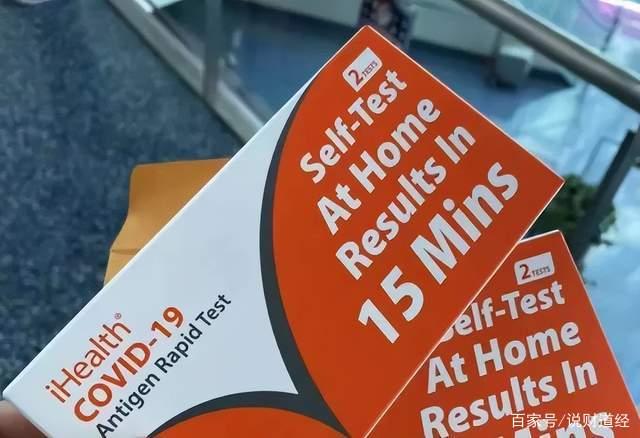 2 TESTS
Self-Test
At Home
Results In
15 Mins
iHealth®
COVID-19
Antigen Rapid Test
2 TESTS
Self-Test
At Home
Results In
Mins
百家号/说财道经